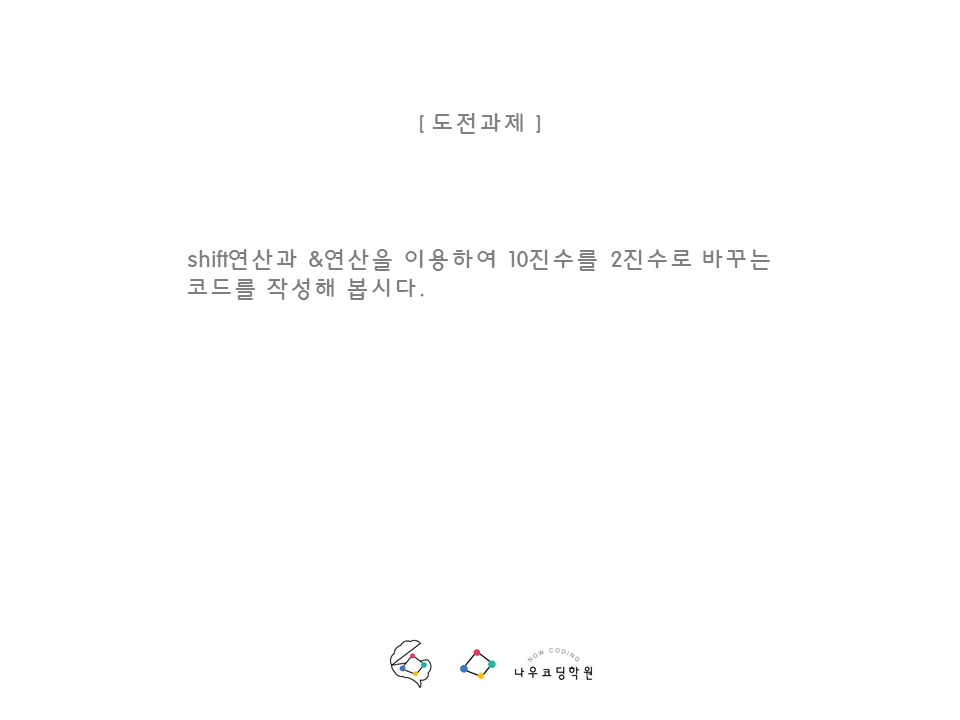 [ 도전과제 ]
shift연산과 &연산을 이용하여 10진수를 2진수로 바꾸는
코드를 작성해 봅시다.
NOW CODING
나우코딩학원